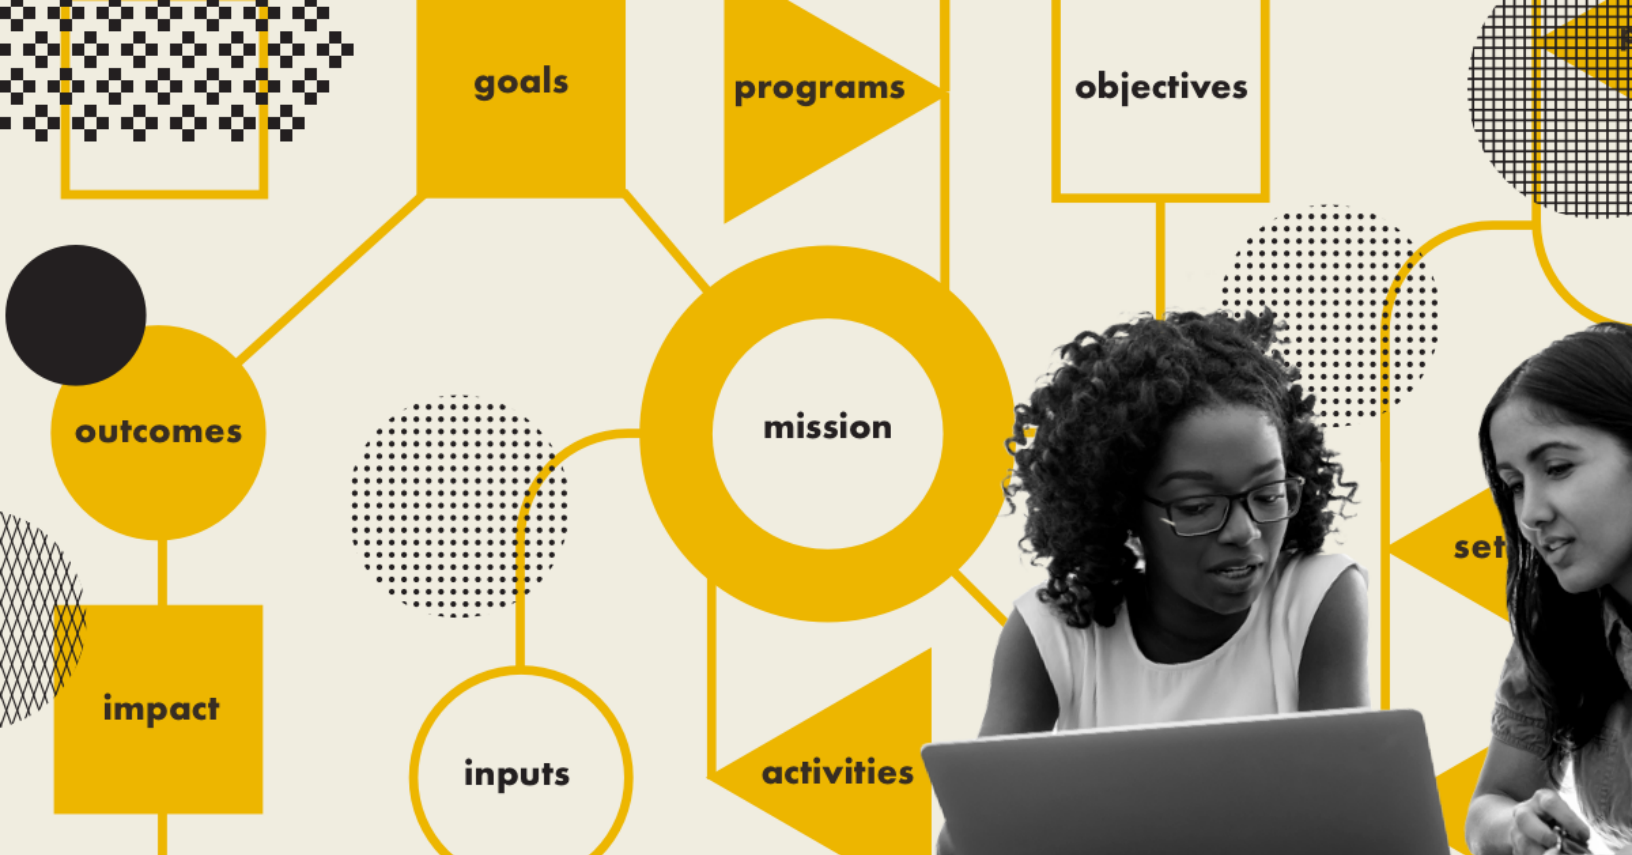 goals
programs
objectives
mission
outcomes
impact
inputs
activities